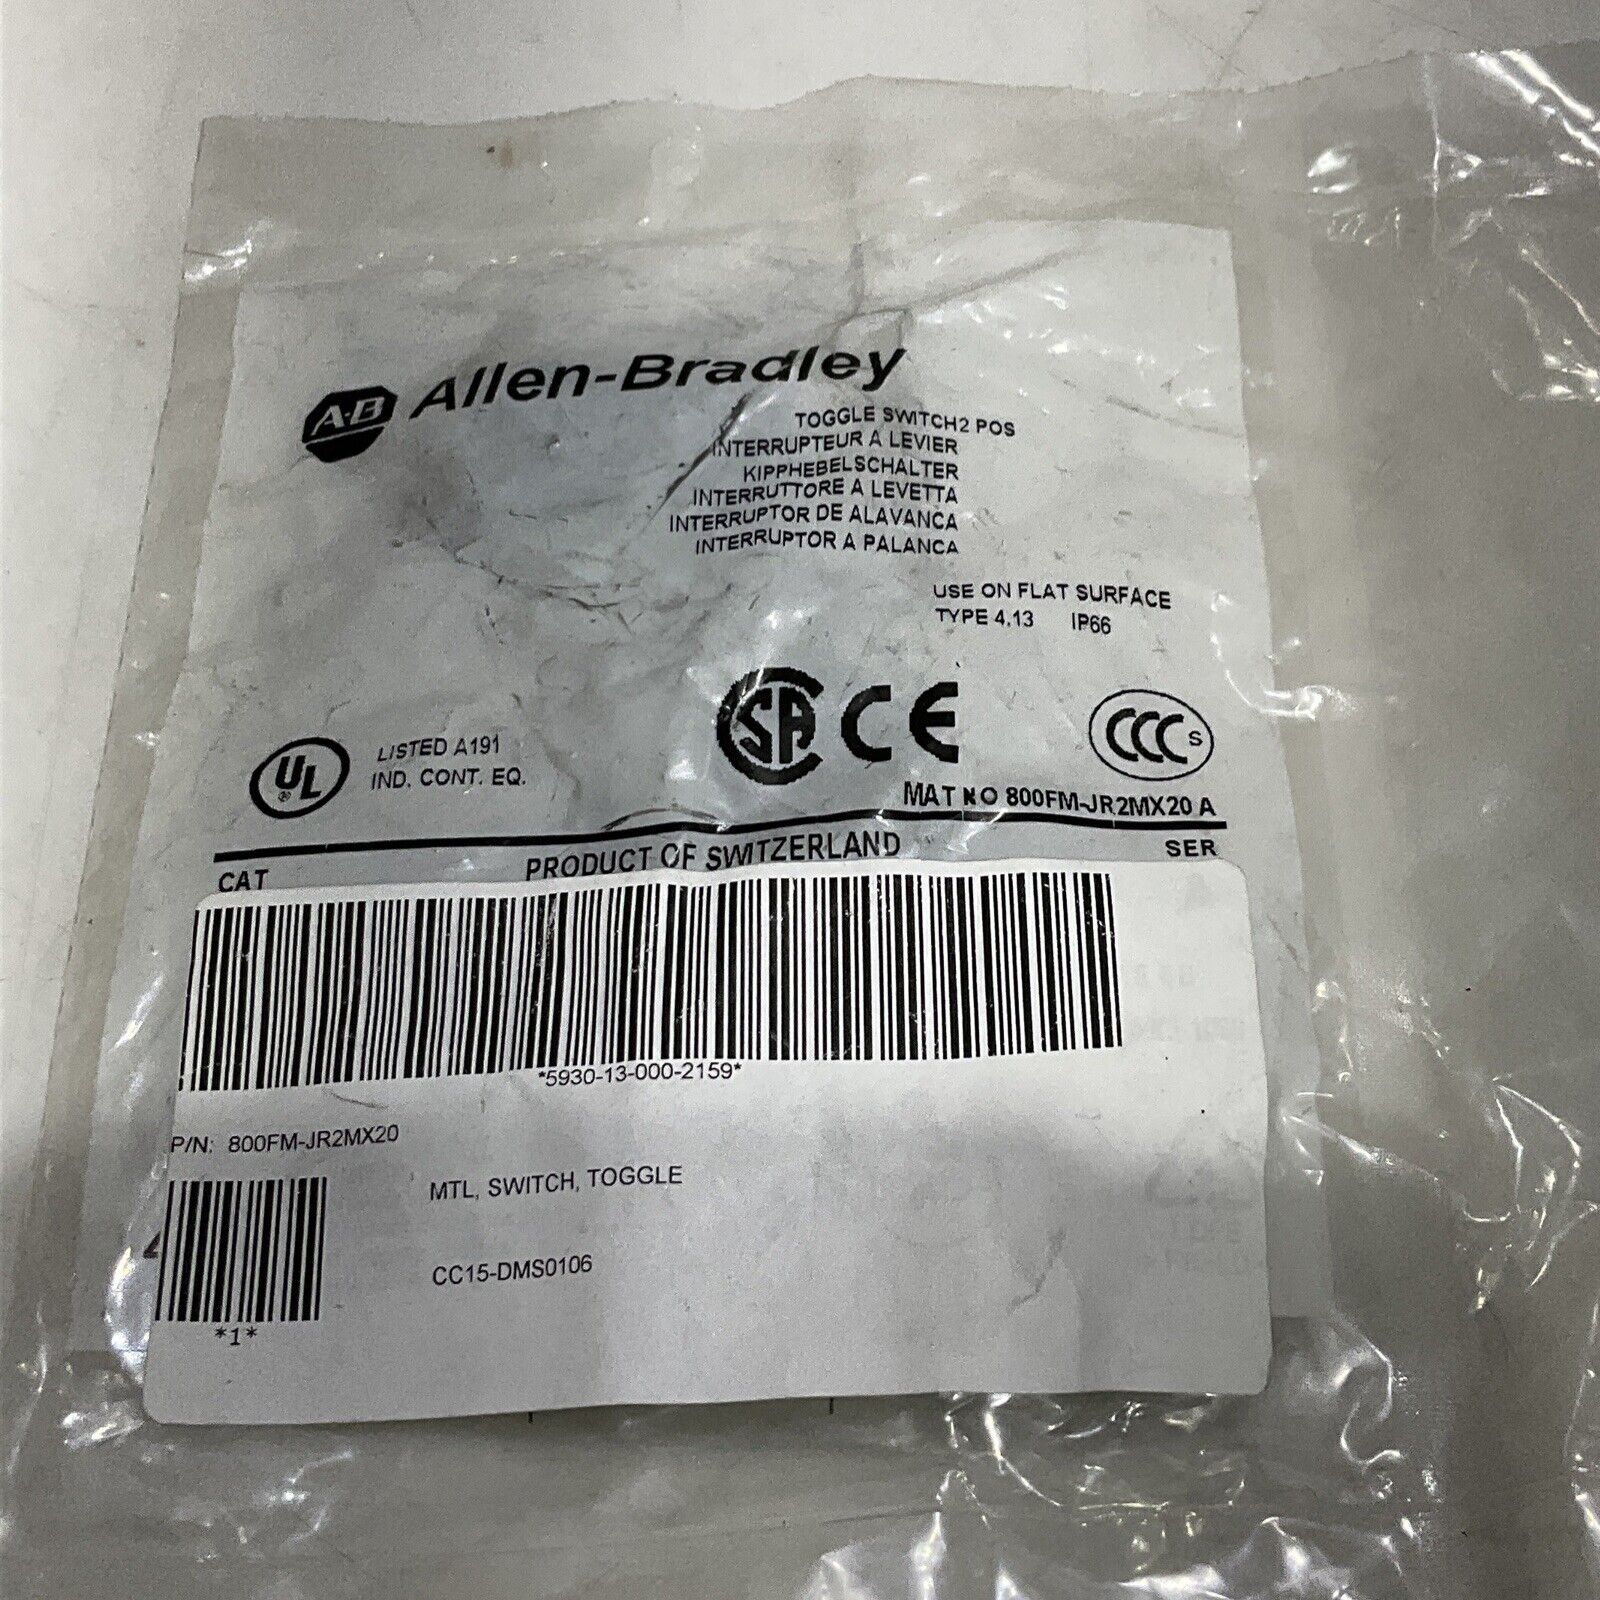 A-B Allen-Bradley
TOGGLE SWITCH2 POS
INTERRUPTEUR A LEVIER
KIPPHEBELSCHALTER
INTERRUTTORE A LEVETTA
INTERRUPTOR DE ALAVANCA
INTERRUPTOR A PALANCA
USE ON FLAT SURFACE
TYPE 4,13 IP66
UL ®
LISTED A191
IND. CONT. EQ.
SA CE
CCC S
MAT NO 800FM-JR2MX20 A
CAT PRODUCT OF SWITZERLAND SER
*5930-13-000-2159*
P/N: 800FM-JR2MX20
MTL, SWITCH, TOGGLE
CC15-DMS0106
*1*